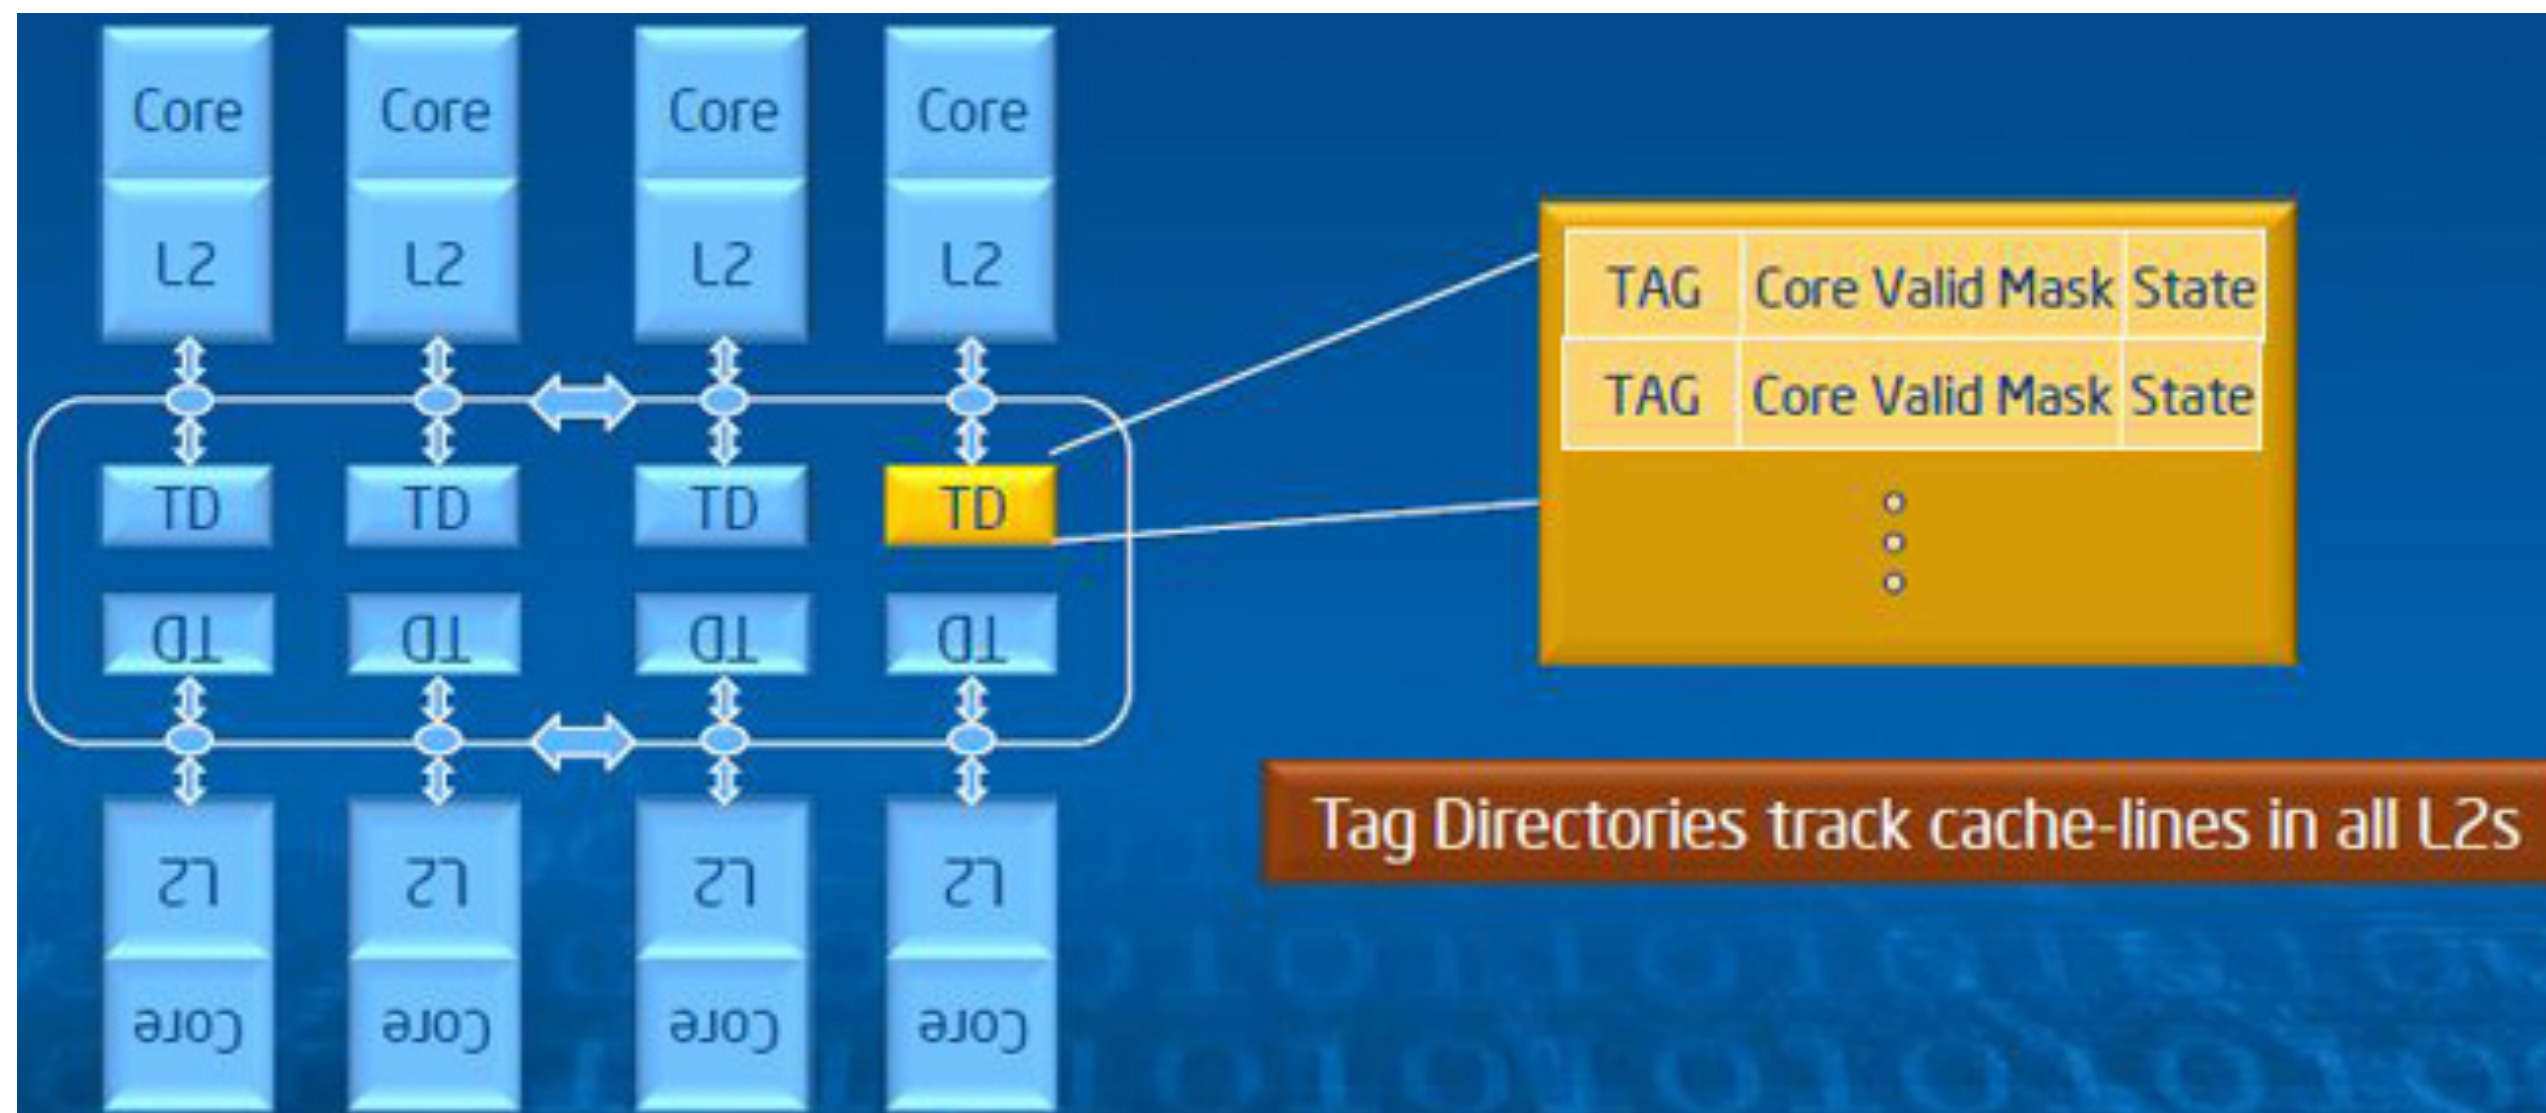 Core Core Core Core
L2 L2 L2 L2
TAG Core Valid Mask State
TAG Core Valid Mask State
TD TD TD TD
TD TD TD TD
Tag Directories track cache-lines in all L2s
L2 L2 L2 L2
Core Core Core Core